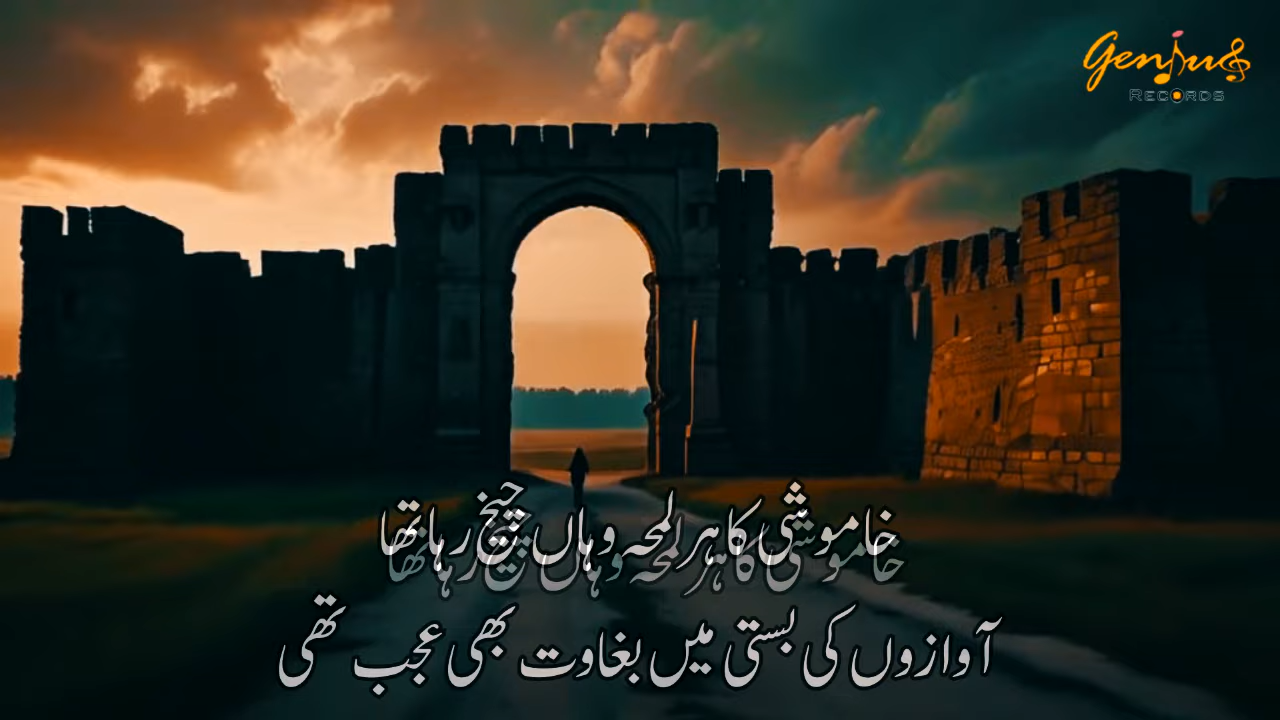 Genius
RECORDS
خاموشی کا ہر لمحہ وہاں چیخ رہا تھا
آوازوں کی بستی میں بغاوت بھی عجب تھی